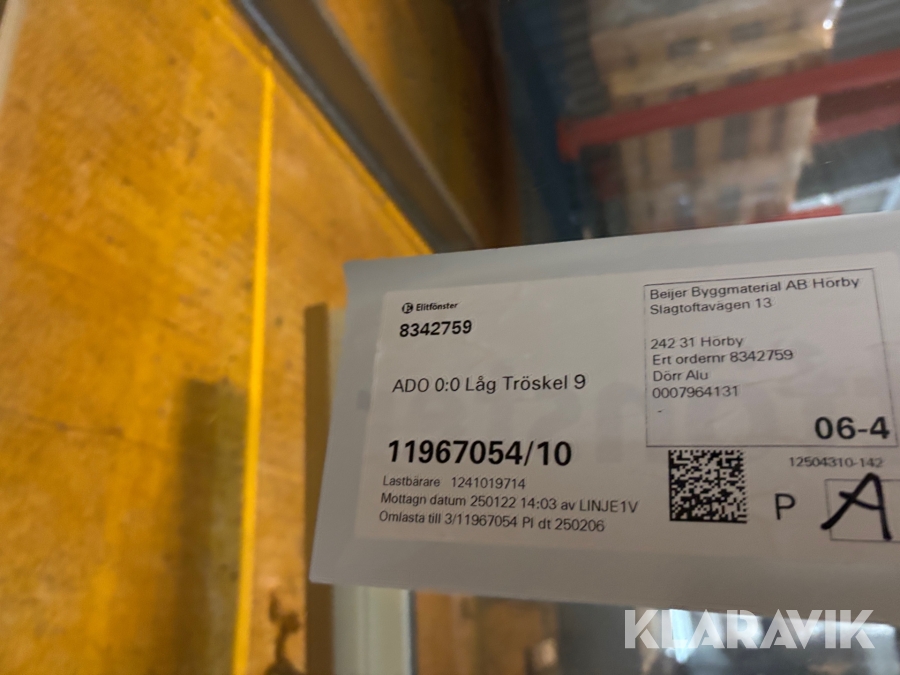 Elitfönster
8342759
ADO 0:0 Låg Tröskel 9
11967054/10
Lastbärare 1241019714
Mottagn datum 250122 14:03 av LINJE1V
Omlasta till 3/11967054 Pl dt 250206
Beijer Byggmaterial AB Hörby
Slagtoftavägen 13
242 31 Hörby
Ert ordernr 8342759
Dörr Alu
0007964131
-
06-4
12504310-142
P A
KLARAVIK